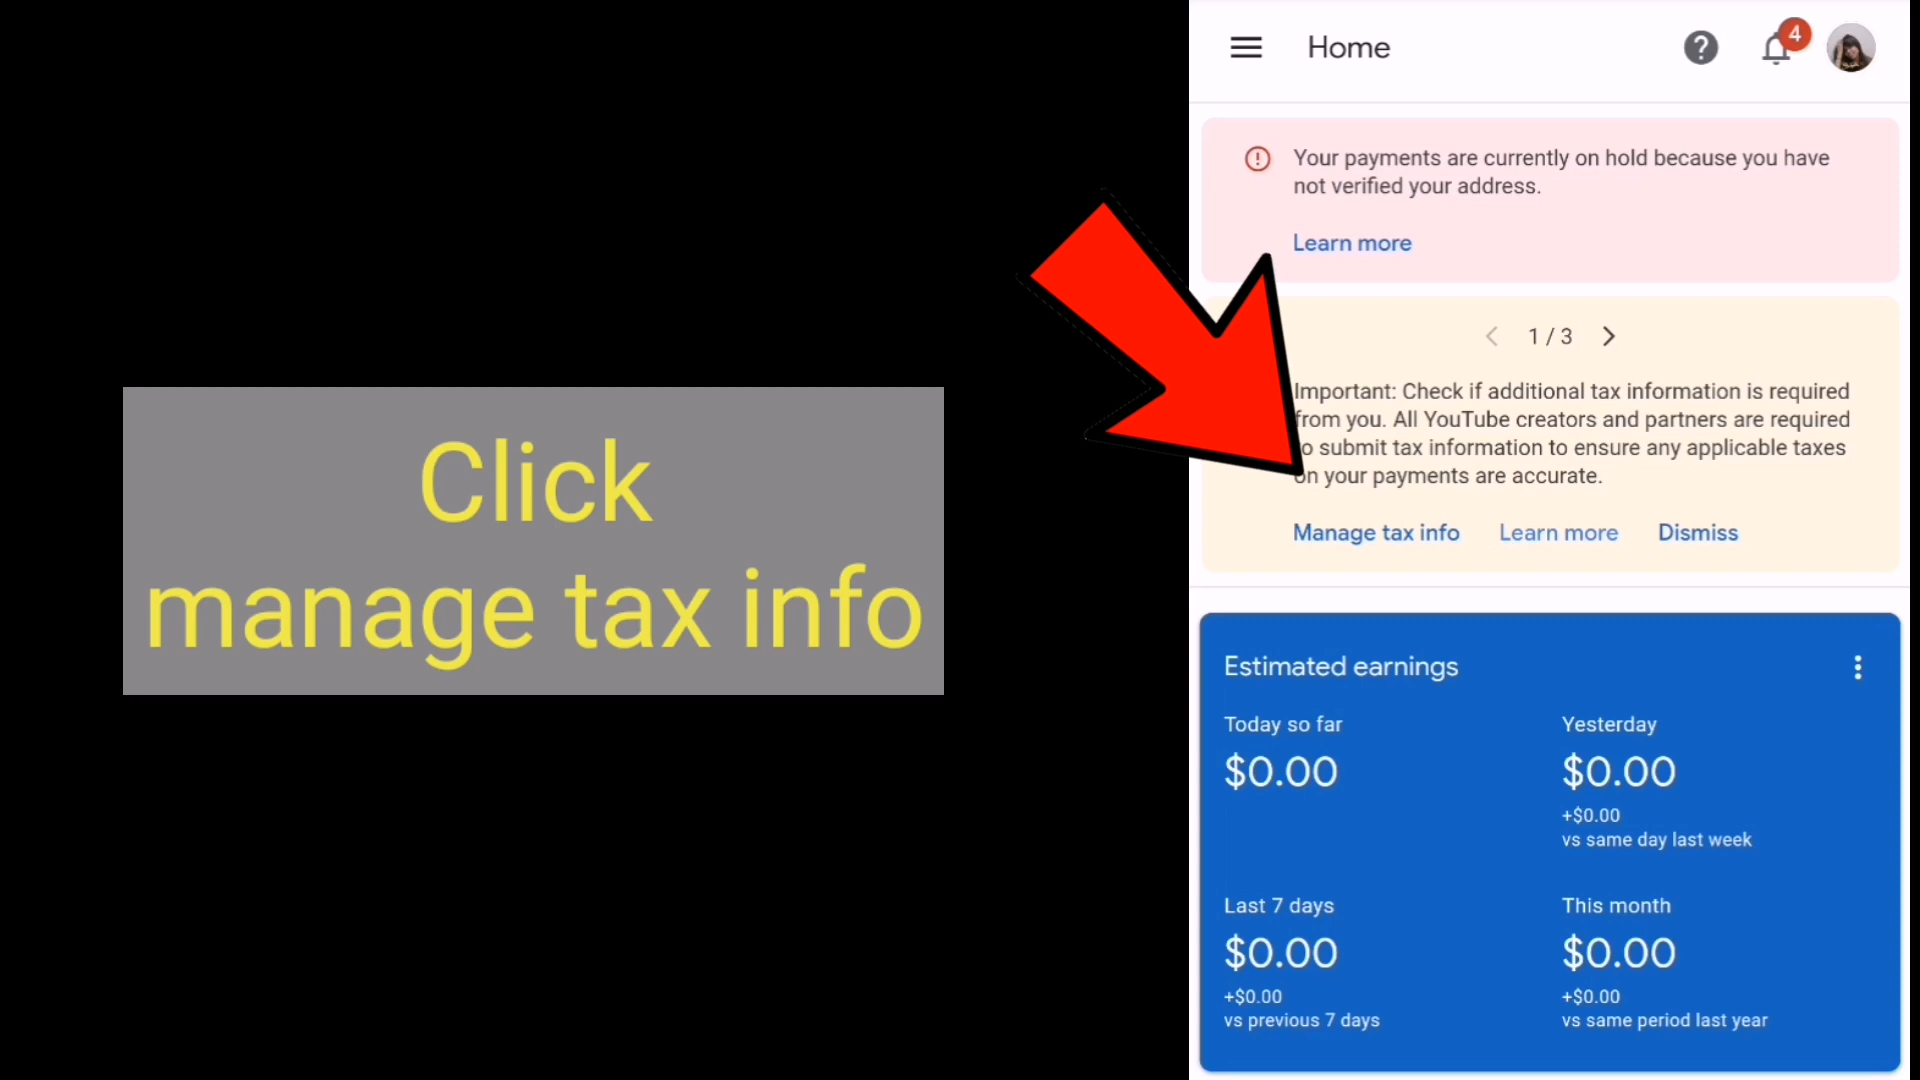 Click
manage tax info
Home
4
Your payments are currently on hold because you have
not verified your address.
Learn more
1 / 3
Important: Check if additional tax information is required
from you. All YouTube creators and partners are required
to submit tax information to ensure any applicable taxes
on your payments are accurate.
Manage tax info Learn more Dismiss
Estimated earnings
Today so far
$0.00
Yesterday
$0.00
+$0.00
vs same day last week
Last 7 days
$0.00
+$0.00
vs previous 7 days
This month
$0.00
+$0.00
vs same period last year